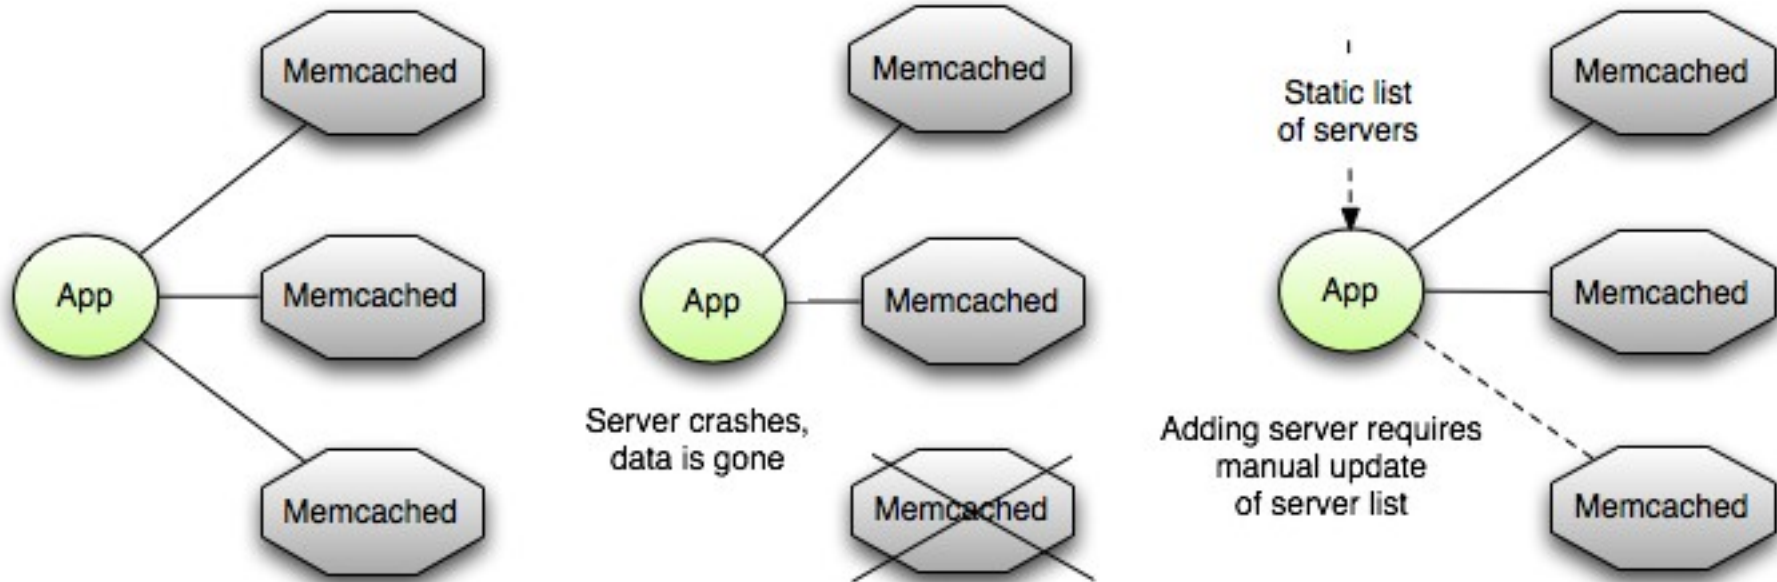 Memcached
App
Memcached
Memcached
Memcached
App
Memcached
Server crashes,
data is gone
Memcached
Static list
of servers
Memcached
App
Memcached
Adding server requires
manual update
of server list
Memcached